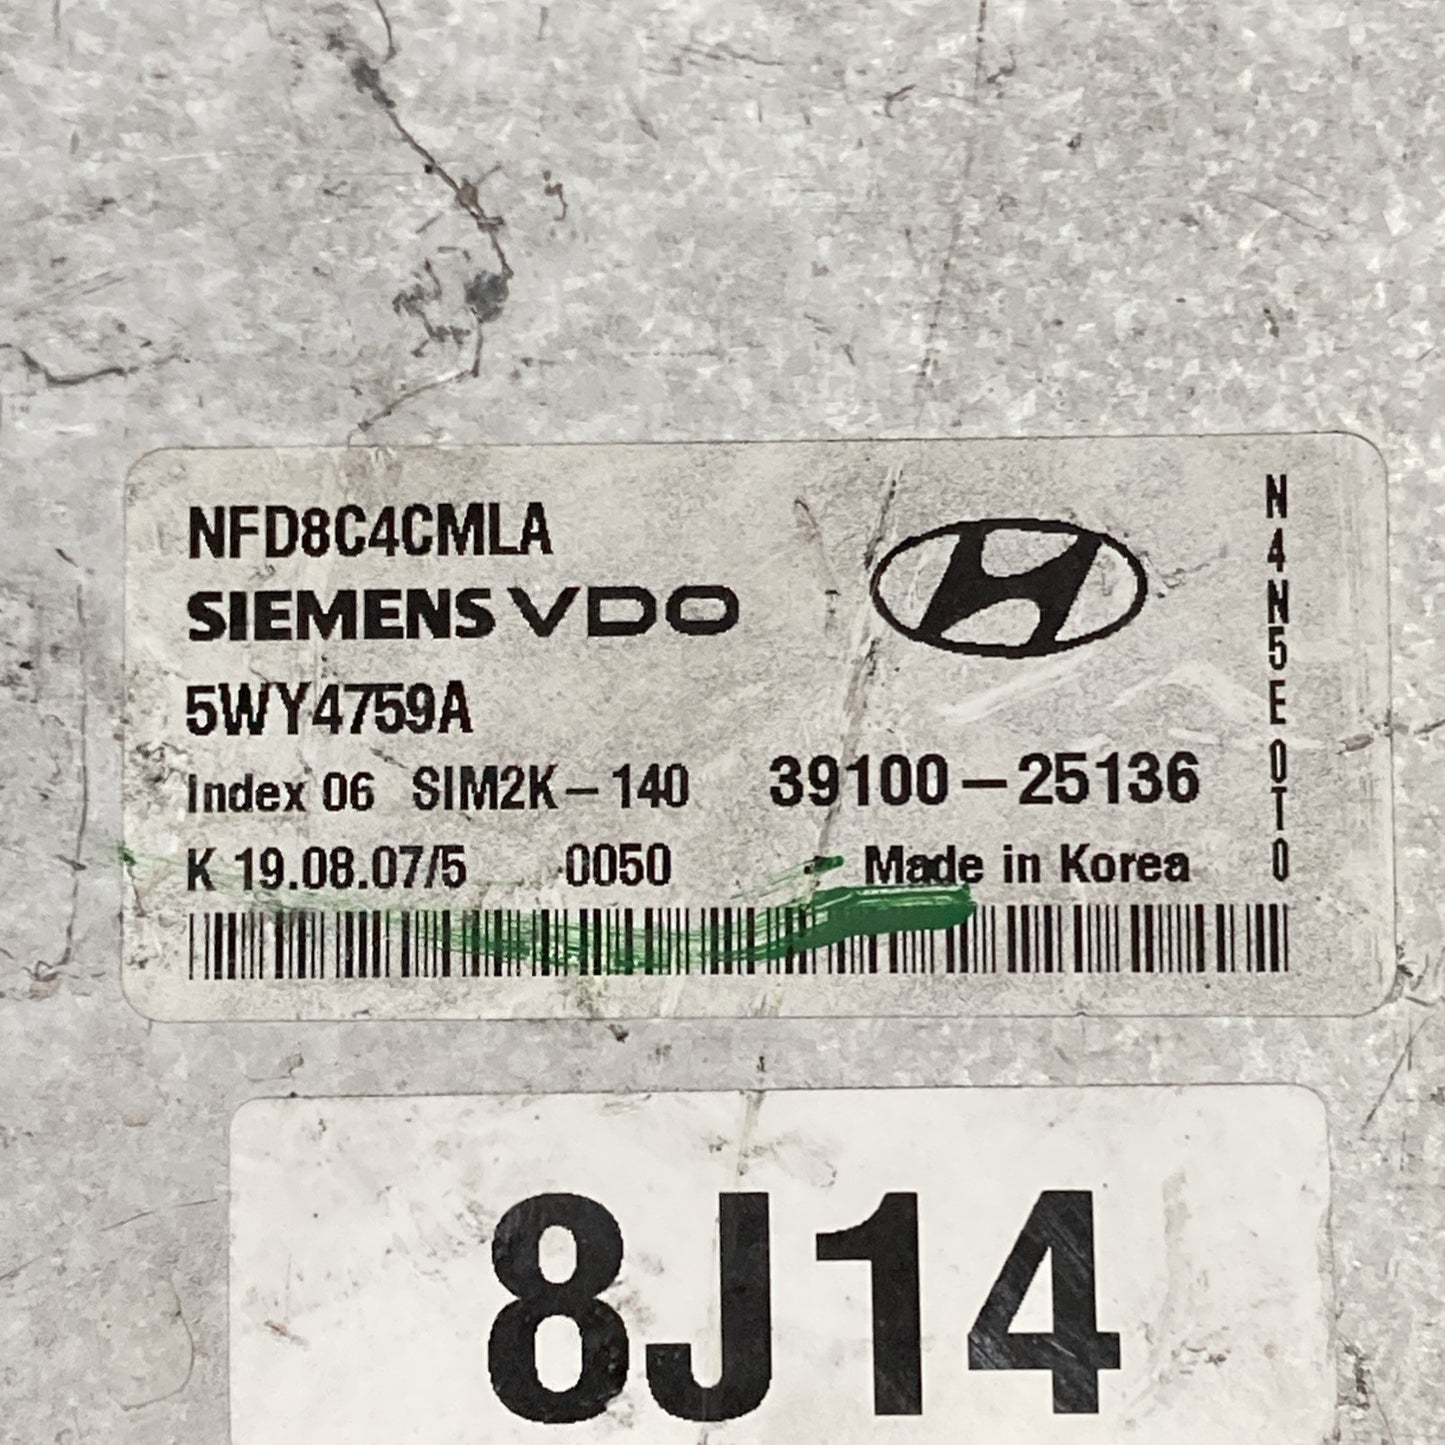 NFD8C4CMLA
SIEMENS VDO
5WY4759A
Index 06 SIM2K-140 39100-25136
K 19.08.07/5 0050 Made in Korea
N4N5E0T0
8J14